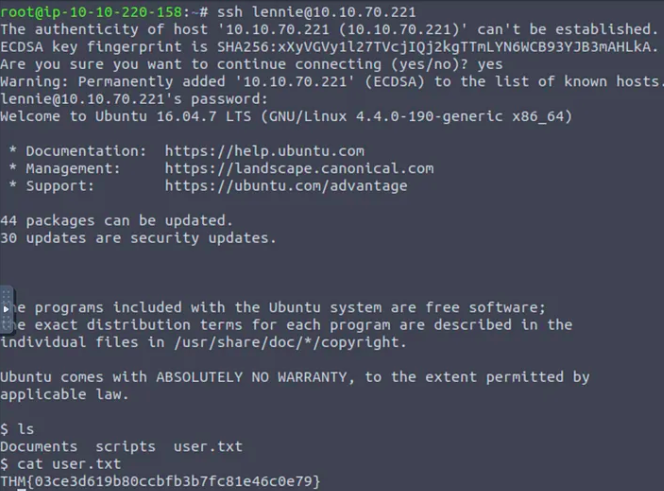 root@ip-10-10-220-158:~# ssh lennie@10.10.70.221
The authenticity of host '10.10.70.221 (10.10.70.221)' can't be established.
ECDSA key fingerprint is SHA256:xXyVGVy1l27TVcjIQj2kgTTmLYN6WCB93YJB3mAHLkA.
Are you sure you want to continue connecting (yes/no)? yes
Warning: Permanently added '10.10.70.221' (ECDSA) to the list of known hosts.
lennie@10.10.70.221's password:
Welcome to Ubuntu 16.04.7 LTS (GNU/Linux 4.4.0-190-generic x86_64)
* Documentation:  https://help.ubuntu.com
* Management:     https://landscape.canonical.com
* Support:        https://ubuntu.com/advantage
44 packages can be updated.
30 updates are security updates.
e programs included with the Ubuntu system are free software;
e exact distribution terms for each program are described in the
individual files in /usr/share/doc/*/copyright.
Ubuntu comes with ABSOLUTELY NO WARRANTY, to the extent permitted by
applicable law.
$ ls
Documents  scripts  user.txt
$ cat user.txt
THM{03ce3d619b80ccbfb3b7fc81e46c0e79}